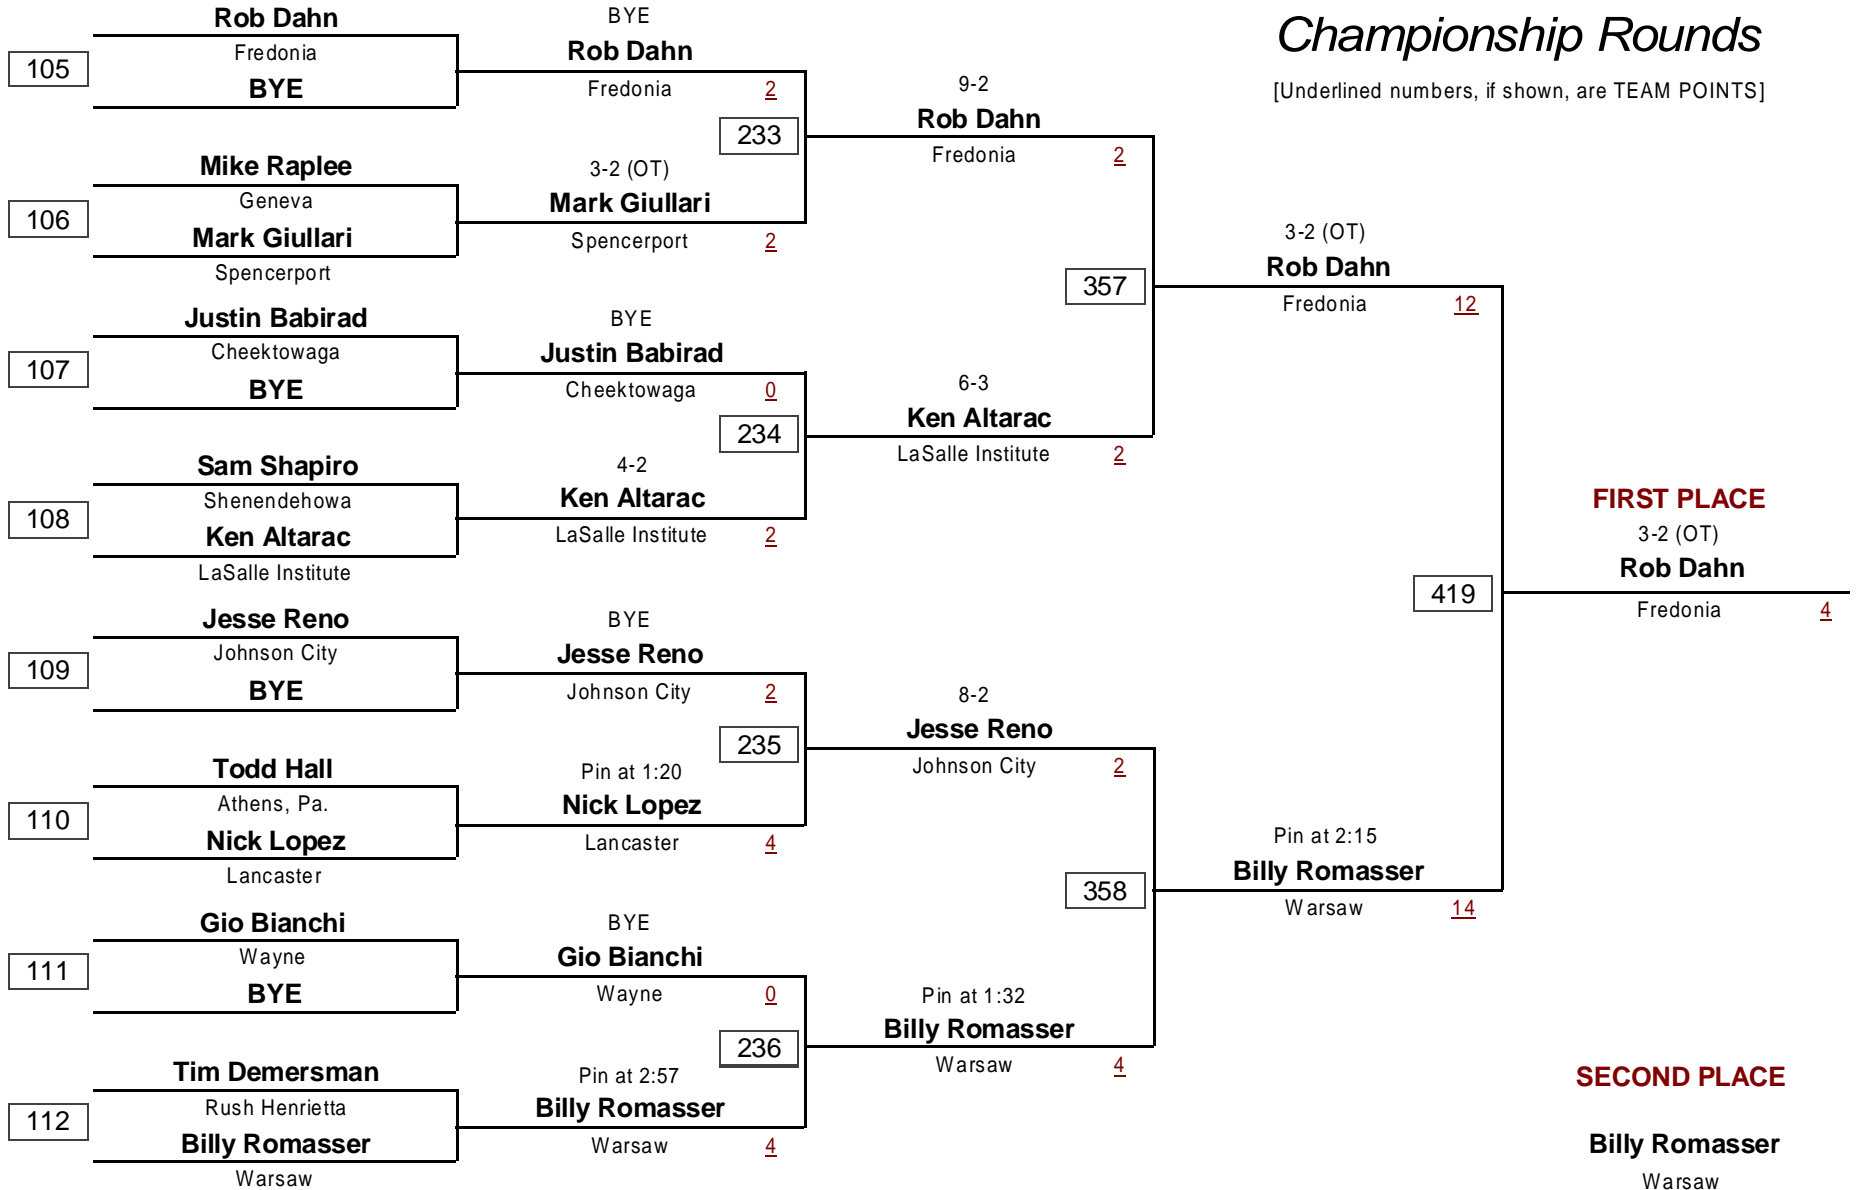 Championship Rounds
[Underlined numbers, if shown, are TEAM POINTS]
Rob Dahn
Fredonia
105
BYE
Mike Raplee
Geneva
106
Mark Giullari
Spencerport
Justin Babirad
Cheektowaga
107
BYE
Sam Shapiro
Shenendehowa
108
Ken Altarac
LaSalle Institute
Jesse Reno
Johnson City
109
BYE
Todd Hall
Athens, Pa.
110
Nick Lopez
Lancaster
Gio Bianchi
Wayne
111
BYE
Tim Demersman
Rush Henrietta
112
Billy Romasser
Warsaw
BYE
Rob Dahn
Fredonia 2
233
3-2 (OT)
Mark Giullari
Spencerport 2
BYE
Justin Babirad
Cheektowaga 0
234
4-2
Ken Altarac
LaSalle Institute 2
BYE
Jesse Reno
Johnson City 2
235
Pin at 1:20
Nick Lopez
Lancaster 4
BYE
Gio Bianchi
Wayne 0
236
Pin at 2:57
Billy Romasser
Warsaw 4
9-2
Rob Dahn
Fredonia 2
357
6-3
Ken Altarac
LaSalle Institute 2
8-2
Jesse Reno
Johnson City 2
358
Pin at 1:32
Billy Romasser
Warsaw 4
3-2 (OT)
Rob Dahn
Fredonia 12
419
Pin at 2:15
Billy Romasser
Warsaw 14
FIRST PLACE
3-2 (OT)
Rob Dahn
Fredonia 4
SECOND PLACE
Billy Romasser
Warsaw